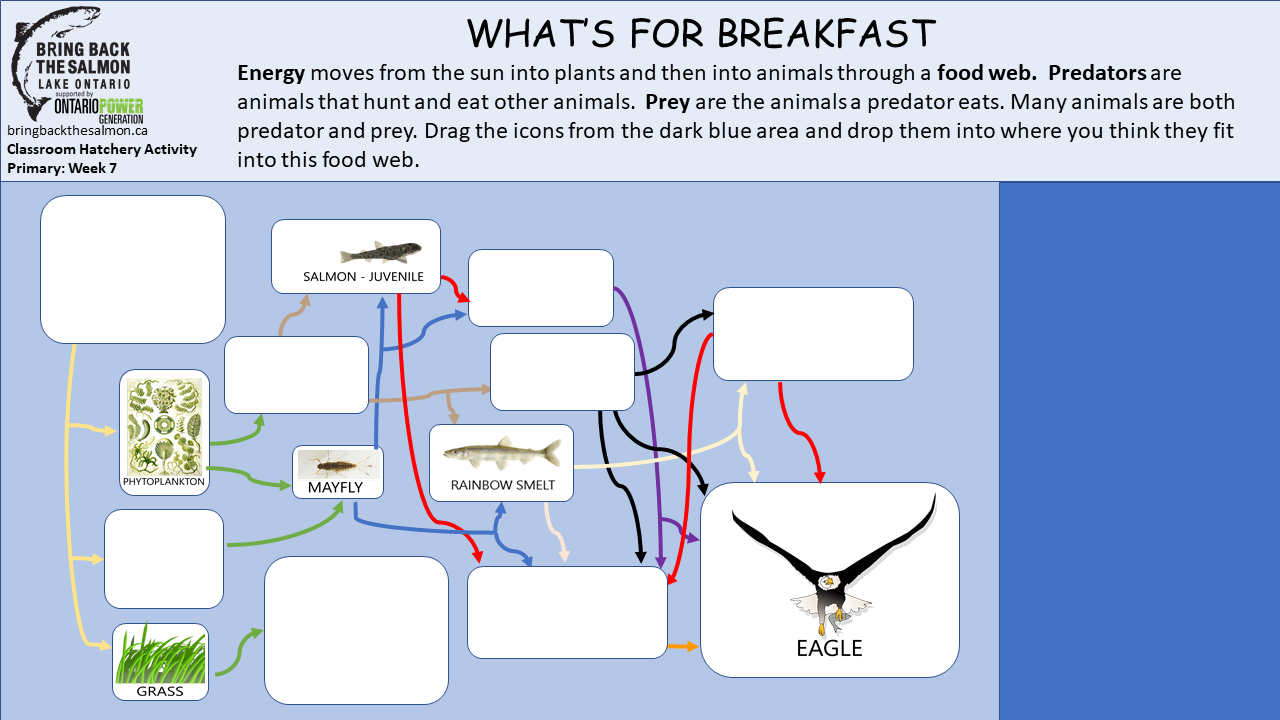 WHAT'S FOR BREAKFAST
BRING BACK
THE SALMON
LAKE ONTARIO
supported by
ONTARIOPOWER
GENERATION
bringbackthesalmon.ca
Classroom Hatchery Activity
Primary: Week 7
Energy moves from the sun into plants and then into animals through a food web. Predators are
animals that hunt and eat other animals. Prey are the animals a predator eats. Many animals are both
predator and prey. Drag the icons from the dark blue area and drop them into where you think they fit
into this food web.
SALMON - JUVENILE
PHYTOPLANKTON
MAYFLY
RAINBOW SMELT
EAGLE
GRASS